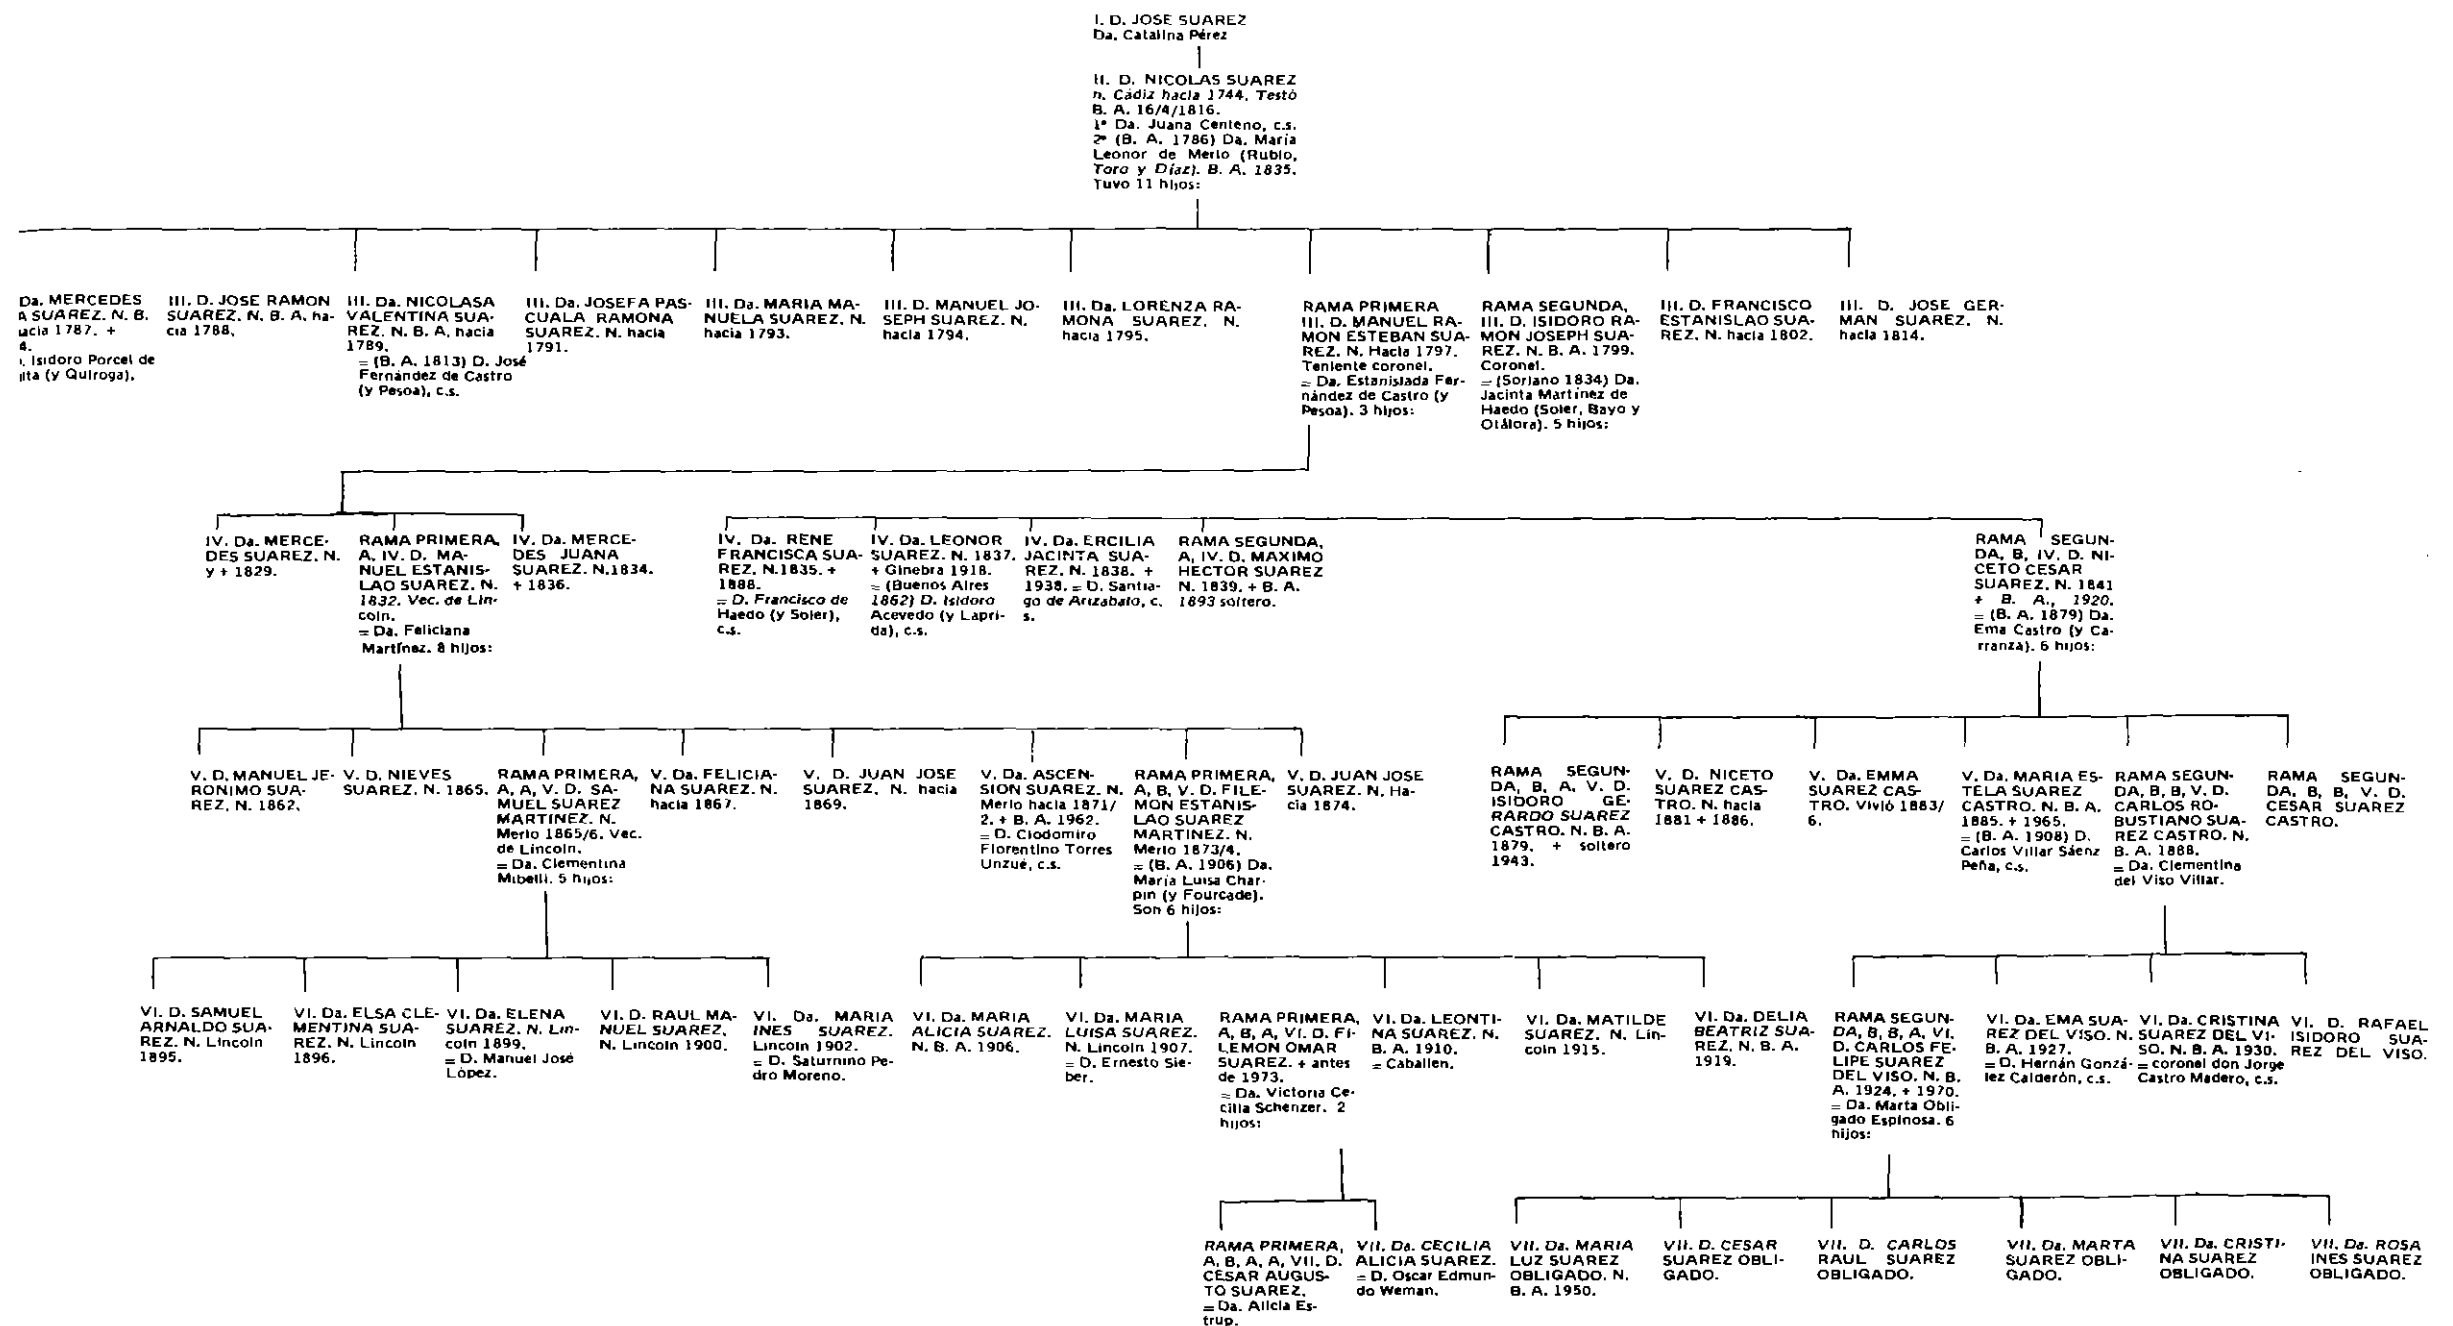 I. D. JOSE SUAREZ
Da. Catalina Pérez
II. D. NICOLAS SUAREZ
n. Cádiz hacia 1744. Testó
B. A. 16/4/1816.
1º Da. Juana Centeno, c.s.
2º (B. A. 1786) Da. María
Leonor de Merlo (Rubio,
Toro y Díaz). B. A. 1835.
Tuvo 11 hijos:
Da. MERCEDES
A SUAREZ. N. B.
1787. +
4.
Isidoro Porcel de
(y Quiroga),
III. D. JOSE RAMON
SUAREZ. N. B. A. ha-
cia 1788.
III. Da. NICOLASA
VALENTINA SUA-
REZ. N. B. A. hacia
1789.
= (B. A. 1813) D. José
Fernández de Castro
(y Pesoa), c.s.
III. Da. JOSEFA PAS-
CUALA RAMONA
SUAREZ. N. hacia
1791.
III. Da. MARIA MA-
NUELA SUAREZ. N.
hacia 1793.
III. D. MANUEL JO-
SEPH SUAREZ. N.
hacia 1794.
III. Da. LORENZA RA-
MONA SUAREZ. N.
hacia 1795.
RAMA PRIMERA
III. D. MANUEL RA-
MON ESTEBAN SUA-
REZ. N. Hacia 1797.
Teniente coronel.
= Da. Estanislada Fer-
nández de Castro (y
Pesoa). 3 hijos:
RAMA SEGUNDA,
III. D. ISIDORO RA-
MON JOSEPH SUA-
REZ. N. B. A. 1799.
Coronel.
= (Soriano 1834) Da.
Jacinta Martínez de
Haedo (Soler, Bayo y
Otálora). 5 hijos:
III. D. FRANCISCO
ESTANISLAO SUA-
REZ. N. hacia 1802.
III. D. JOSE GER-
MAN SUAREZ. N.
hacia 1814.
IV. Da. MERCE-
DES SUAREZ. N.
y + 1829.
RAMA PRIMERA,
A, IV. D. MA-
NUEL ESTANIS-
LAO SUAREZ. N.
1832. Vec. de Lin-
coln.
= Da. Feliciana
Martínez. 8 hijos:
IV. Da. MERCE-
DES JUANA
SUAREZ. N.1834.
+ 1836.
IV. Da. RENE
FRANCISCA SUA-
REZ. N.1835. +
1888.
= D. Francisco de
Haedo (y Soler),
c.s.
IV. Da. LEONOR
SUAREZ. N. 1837.
+ Ginebra 1918.
= (Buenos Aires
1862) D. Isidoro
Acevedo (y Lapri-
da), c.s.
IV. Da. ERCILIA
JACINTA SUA-
REZ. N. 1838. +
1938. = D. Santia-
go de Arizabalo, c.
s.
RAMA SEGUNDA,
A, IV. D. MAXIMO
HECTOR SUAREZ
N. 1839. + B. A.
1893 soltero.
RAMA SEGUN-
DA, B, IV. D. NI-
CETO CESAR
SUAREZ. N. 1841
+ B. A., 1920.
= (B. A. 1879) Da.
Ema Castro (y Ca-
rranza). 6 hijos:
V. D. MANUEL JE-
RONIMO SUA-
REZ. N. 1862.
V. D. NIEVES
SUAREZ. N. 1865.
RAMA PRIMERA,
A, A, V. D. SA-
MUEL SUAREZ
MARTINEZ. N.
Merlo 1865/6. Vec.
de Lincoln.
= Da. Clementina
Mibelli. 5 hijos:
V. Da. FELICIA-
NA SUAREZ. N.
hacia 1867.
V. D. JUAN JOSE
SUAREZ. N. hacia
1869.
V. Da. ASCEN-
SION SUAREZ. N.
Merlo hacia 1871/
2. + B. A. 1962.
= D. Clodomiro
Florentino Torres
Unzué, c.s.
RAMA PRIMERA,
A, B, V. D. FILE-
MON ESTANIS-
LAO SUAREZ
MARTINEZ. N.
Merlo 1873/4.
= (B. A. 1906) Da.
María Luisa Char-
pin (y Fourcade).
Son 6 hijos:
V. D. JUAN JOSE
SUAREZ. N. Ha-
cia 1874.
RAMA SEGUN-
DA, B, A, V. D.
ISIDORO GE-
RARDO SUAREZ
CASTRO. N. B. A.
1879. + soltero
1943.
V. D. NICETO
SUAREZ CAS-
TRO. N. hacia
1881 + 1886.
V. Da. EMMA
SUAREZ CAS-
TRO. Vivió 1883/
6.
V. Da. MARIA ES-
TELA SUAREZ
CASTRO. N. B. A.
1885. + 1965.
= (B. A. 1908) D.
Carlos Villar Sáenz
Peña, c.s.
RAMA SEGUN-
DA, B, B, V. D.
CARLOS RO-
BUSTIANO SUA-
REZ CASTRO. N.
B. A. 1888.
= Da. Clementina
del Viso Villar.
RAMA SEGUN-
DA, B, B, V. D.
CESAR SUAREZ
CASTRO.
VI. D. SAMUEL
ARNALDO SUA-
REZ. N. Lincoln
1895.
VI. Da. ELSA CLE-
MENTINA SUA-
REZ. N. Lincoln
1896.
VI. Da. ELENA
SUAREZ. N. Lin-
coln 1899.
= D. Manuel José
López.
VI. D. RAUL MA-
NUEL SUAREZ.
N. Lincoln 1900.
VI. Da. MARIA
INES SUAREZ.
Lincoln 1902.
= D. Saturnino Pe-
dro Moreno.
VI. Da. MARIA
ALICIA SUAREZ.
N. B. A. 1906.
VI. Da. MARIA
LUISA SUAREZ.
N. Lincoln 1907.
= D. Ernesto Sie-
ber.
RAMA PRIMERA,
A, B, A, VI. D. FI-
LEMON OMAR
SUAREZ. + antes
de 1973.
= Da. Victoria Ce-
cilia Schenzer. 2
hijos:
VI. Da. LEONTI-
NA SUAREZ. N.
B. A. 1910.
= Caballen.
VI. Da. MATILDE
SUAREZ. N. Lin-
coln 1915.
VI. Da. DELIA
BEATRIZ SUA-
REZ. N. B. A.
1919.
RAMA SEGUN-
DA, B, B, A, VI.
D. CARLOS FE-
LIPE SUAREZ
DEL VISO. N. B.
A. 1924. + 1970.
= Da. Marta Obli-
gado Espinosa. 6
hijos:
VI. Da. EMA SUA-
REZ DEL VISO. N.
B. A. 1927.
= D. Hernán Gonzá-
lez Calderón, c.s.
VI. Da. CRISTINA
SUAREZ DEL VI-
SO. N. B. A. 1930.
= coronel don Jorge
Castro Madero, c.s.
VI. D. RAFAEL
ISIDORO SUA-
REZ DEL VISO.
RAMA PRIMERA,
A, B, A, A, VII. D.
CESAR AUGUS-
TO SUAREZ.
= Da. Alicia Es-
trup.
VII. Da. CECILIA
ALICIA SUAREZ.
= D. Oscar Edmun-
do Weman.
VII. Da. MARIA
LUZ SUAREZ
OBLIGADO. N.
B. A. 1950.
VII. D. CESAR
SUAREZ OBLI-
GADO.
VII. D. CARLOS
RAUL SUAREZ
OBLIGADO.
VII. Da. MARTA
SUAREZ OBLI-
GADO.
VII. Da. CRISTI-
NA SUAREZ
OBLIGADO.
VII. Da. ROSA
INES SUAREZ
OBLIGADO.